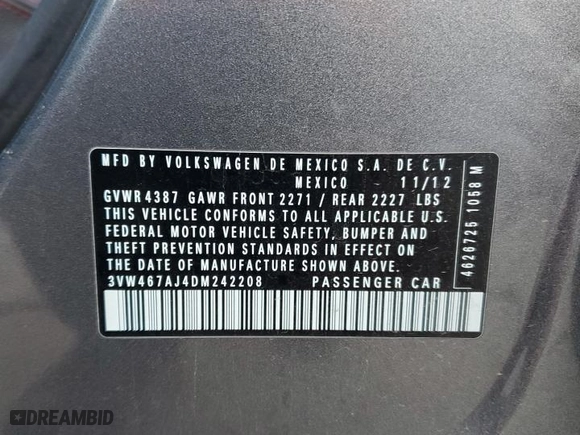 MFD BY VOLKSWAGEN DE MEXICO S.A. DE C.V.
MEXICO 11/12
GVWR 4387 GAWR FRONT 2271 / REAR 2227 LBS
THIS VEHICLE CONFORMS TO ALL APPLICABLE U.S.
FEDERAL MOTOR VEHICLE SAFETY, BUMPER AND
THEFT PREVENTION STANDARDS IN EFFECT ON
THE DATE OF MANUFACTURE SHOWN ABOVE.
3VW467AJ4DM242208 PASSENGER CAR
4626725 1058 M
DREAMBID